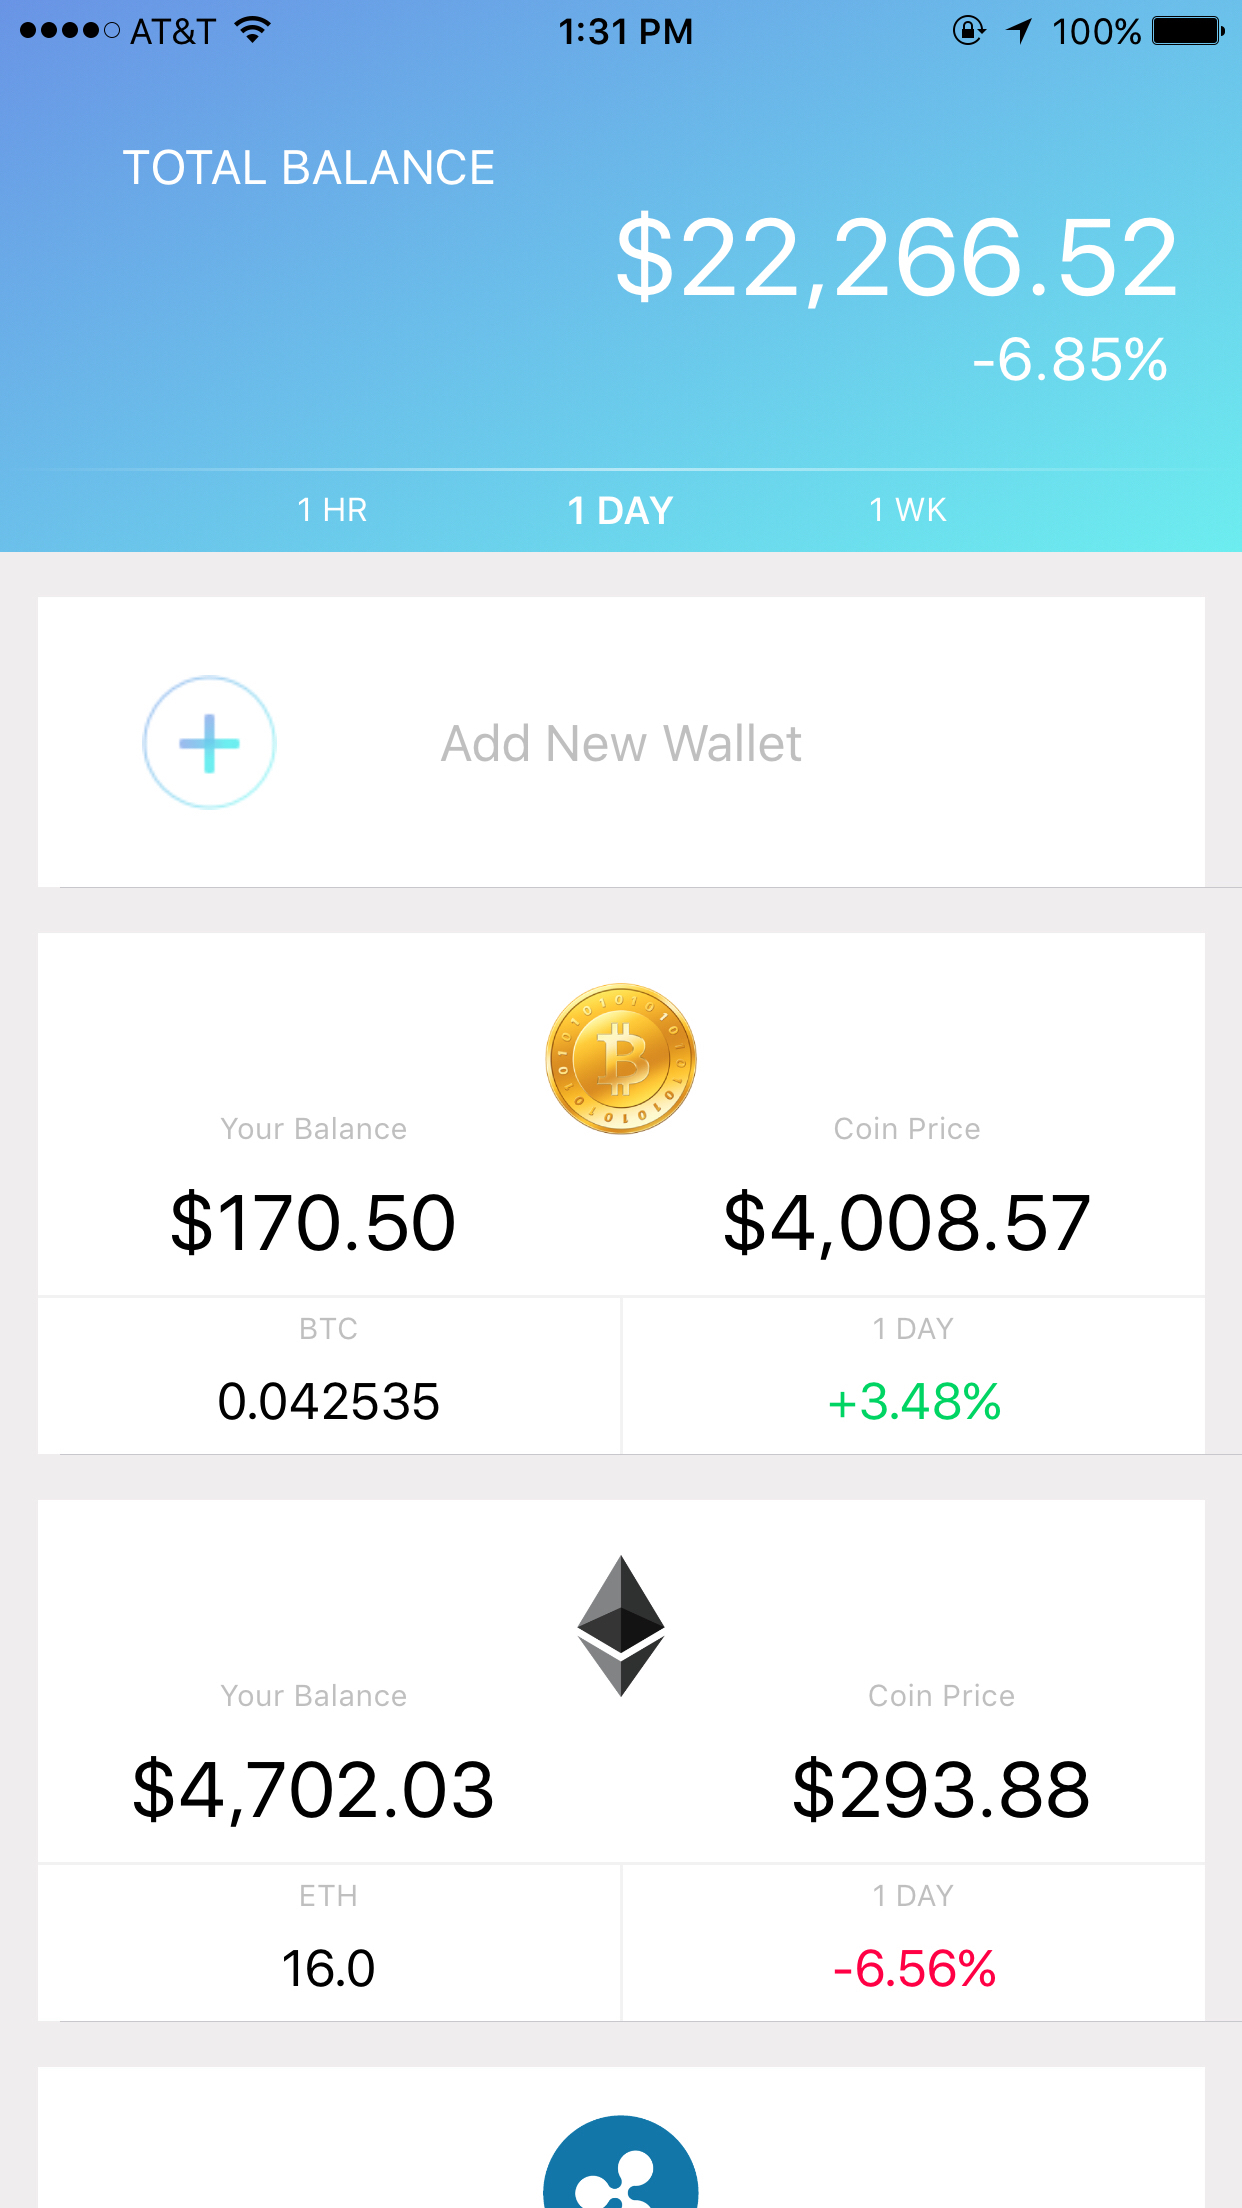 AT&T 1:31 PM 100%
TOTAL BALANCE
$22,266.52
-6.85%
1 HR 1 DAY 1 WK
Add New Wallet
Your Balance Coin Price
$170.50 $4,008.57
BTC 1 DAY
0.042535 +3.48%
Your Balance Coin Price
$4,702.03 $293.88
ETH 1 DAY
16.0 -6.56%